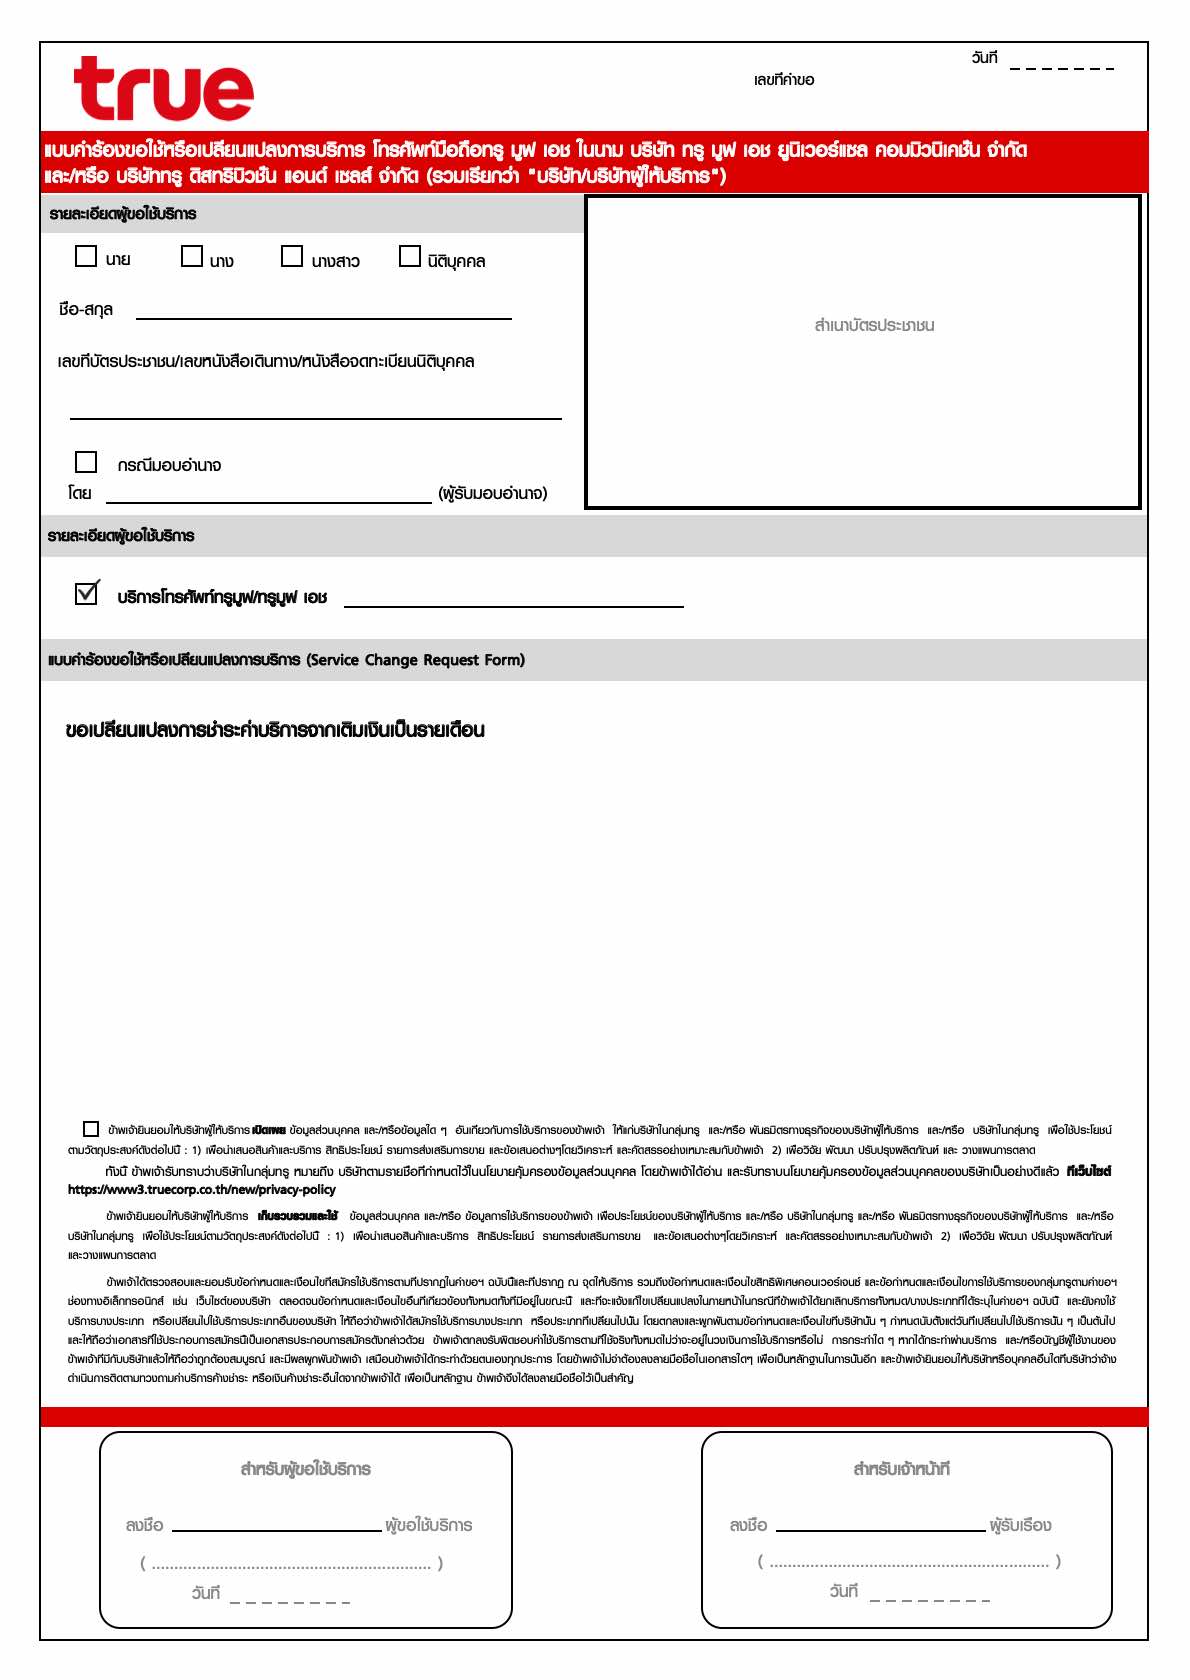 true
วันที่
เลขที่คำขอ
แบบคำร้องขอใช้หรือเปลี่ยนแปลงการบริการ โทรศัพท์มือถือทรู มูฟ เอช ในนาม บริษัท ทรู มูฟ เอช ยูนิเวอร์แซล คอมมิวนิเคชั่น จำกัด
และ/หรือ บริษัททรู ดิสทริบิวชั่น แอนด์ เซลส์ จำกัด (รวมเรียกว่า "บริษัท/บริษัทผู้ให้บริการ")
รายละเอียดผู้ขอใช้บริการ
นาย นาง นางสาว นิติบุคคล
ชื่อ-สกุล
สำเนาบัตรประชาชน
เลขที่บัตรประชาชน/เลขหนังสือเดินทาง/หนังสือจดทะเบียนนิติบุคคล
กรณีมอบอำนาจ
โดย (ผู้รับมอบอำนาจ)
รายละเอียดผู้ขอใช้บริการ
บริการโทรศัพท์ทรูมูฟ/ทรูมูฟ เอช
แบบคำร้องขอใช้หรือเปลี่ยนแปลงการบริการ (Service Change Request Form)
ขอเปลี่ยนแปลงการชำระค่าบริการจากเติมเงินเป็นรายเดือน
ข้าพเจ้ายินยอมให้บริษัทผู้ให้บริการ เปิดเผย ข้อมูลส่วนบุคคล และ/หรือข้อมูลใด ๆ อันเกี่ยวกับการใช้บริการของข้าพเจ้า ให้แก่บริษัทในกลุ่มทรู และ/หรือ พันธมิตรทางธุรกิจของบริษัทผู้ให้บริการ และ/หรือ บริษัทในกลุ่มทรู เพื่อใช้ประโยชน์
ตามวัตถุประสงค์ดังต่อไปนี้ : 1) เพื่อนำเสนอสินค้าและบริการ สิทธิประโยชน์ รายการส่งเสริมการขาย และข้อเสนอต่างๆโดยวิเคราะห์ และคัดสรรอย่างเหมาะสมกับข้าพเจ้า 2) เพื่อวิจัย พัฒนา ปรับปรุงผลิตภัณฑ์ และ วางแผนการตลาด
ทั้งนี้ ข้าพเจ้ารับทราบว่าบริษัทในกลุ่มทรู หมายถึง บริษัทตามรายชื่อที่กำหนดไว้ในนโยบายคุ้มครองข้อมูลส่วนบุคคล โดยข้าพเจ้าได้อ่าน และรับทราบนโยบายคุ้มครองข้อมูลส่วนบุคคลของบริษัทเป็นอย่างดีแล้ว ที่เว็บไซต์
https://www3.truecorp.co.th/new/privacy-policy
ข้าพเจ้ายินยอมให้บริษัทผู้ให้บริการ เก็บรวบรวมและใช้ ข้อมูลส่วนบุคคล และ/หรือ ข้อมูลการใช้บริการของข้าพเจ้า เพื่อประโยชน์ของบริษัทผู้ให้บริการ และ/หรือ บริษัทในกลุ่มทรู และ/หรือ พันธมิตรทางธุรกิจของบริษัทผู้ให้บริการ และ/หรือ
บริษัทในกลุ่มทรู เพื่อใช้ประโยชน์ตามวัตถุประสงค์ดังต่อไปนี้ : 1) เพื่อนำเสนอสินค้าและบริการ สิทธิประโยชน์ รายการส่งเสริมการขาย และข้อเสนอต่างๆโดยวิเคราะห์ และคัดสรรอย่างเหมาะสมกับข้าพเจ้า 2) เพื่อวิจัย พัฒนา ปรับปรุงผลิตภัณฑ์
และวางแผนการตลาด
ข้าพเจ้าได้ตรวจสอบและยอมรับข้อกำหนดและเงื่อนไขที่สมัครใช้บริการตามที่ปรากฏในคำขอฯ ฉบับนี้และที่ปรากฏ ณ จุดให้บริการ รวมถึงข้อกำหนดและเงื่อนไขสิทธิพิเศษคอนเวอร์เจนซ์ และข้อกำหนดและเงื่อนไขการใช้บริการของกลุ่มทรูตามคำขอฯ
ช่องทางอิเล็กทรอนิกส์ เช่น เว็บไซต์ของบริษัท ตลอดจนข้อกำหนดและเงื่อนไขอื่นที่เกี่ยวข้องทั้งหมดทั้งที่มีอยู่ในขณะนี้ และที่จะแจ้งแก้ไขเปลี่ยนแปลงในภายหน้าในกรณีที่ข้าพเจ้าได้ยกเลิกบริการทั้งหมด/บางประเภทที่ได้ระบุในคำขอฯ ฉบับนี้ และยังคงใช้
บริการบางประเภท หรือเปลี่ยนไปใช้บริการประเภทอื่นของบริษัท ให้ถือว่าข้าพเจ้าได้สมัครใช้บริการบางประเภท หรือประเภทที่เปลี่ยนไปนั้น โดยตกลงและผูกพันตามข้อกำหนดและเงื่อนไขที่บริษัทนั้น ๆ กำหนดนับตั้งแต่วันที่เปลี่ยนไปใช้บริการนั้น ๆ เป็นต้นไป
และให้ถือว่าเอกสารที่ใช้ประกอบการสมัครนี้เป็นเอกสารประกอบการสมัครดังกล่าวด้วย ข้าพเจ้าตกลงรับผิดชอบค่าใช้บริการตามที่ใช้จริงทั้งหมดไม่ว่าจะอยู่ในวงเงินการใช้บริการหรือไม่ การกระทำใด ๆ หากได้กระทำผ่านบริการ และ/หรือบัญชีผู้ใช้งานของ
ข้าพเจ้าที่มีกับบริษัทแล้วให้ถือว่าถูกต้องสมบูรณ์ และมีผลผูกพันข้าพเจ้า เสมือนข้าพเจ้าได้กระทำด้วยตนเองทุกประการ โดยข้าพเจ้าไม่จำต้องลงลายมือชื่อในเอกสารใดๆ เพื่อเป็นหลักฐานในการนั้นอีก และข้าพเจ้ายินยอมให้บริษัทหรือบุคคลอื่นใดที่บริษัทว่าจ้าง
ดำเนินการติดตามทวงถามค่าบริการค้างชำระ หรือเงินค้างชำระอื่นใดจากข้าพเจ้าได้ เพื่อเป็นหลักฐาน ข้าพเจ้าจึงได้ลงลายมือชื่อไว้เป็นสำคัญ
สำหรับผู้ขอใช้บริการ
ลงชื่อ ผู้ขอใช้บริการ
( .............................................................. )
วันที่
สำหรับเจ้าหน้าที่
ลงชื่อ ผู้รับเรื่อง
( .............................................................. )
วันที่